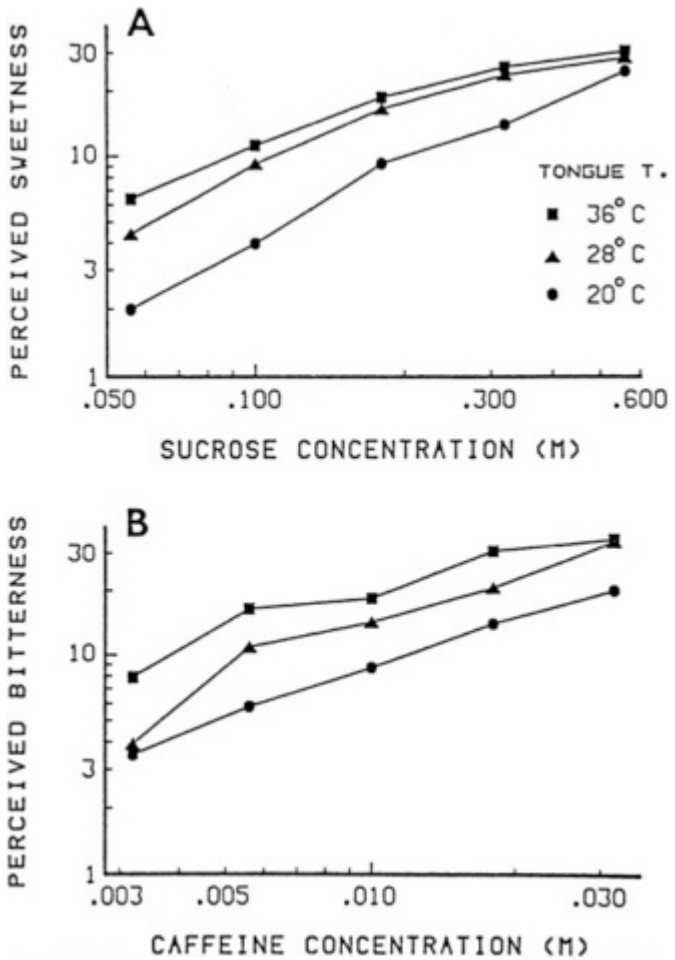 A
PERCEIVED SWEETNESS
30
10
3
1
.050 .100 .300 .600
SUCROSE CONCENTRATION (M)
TONGUE T.
36°C
28°C
20°C
B
PERCEIVED BITTERNESS
30
10
3
1
.003 .005 .010 .030
CAFFEINE CONCENTRATION (M)